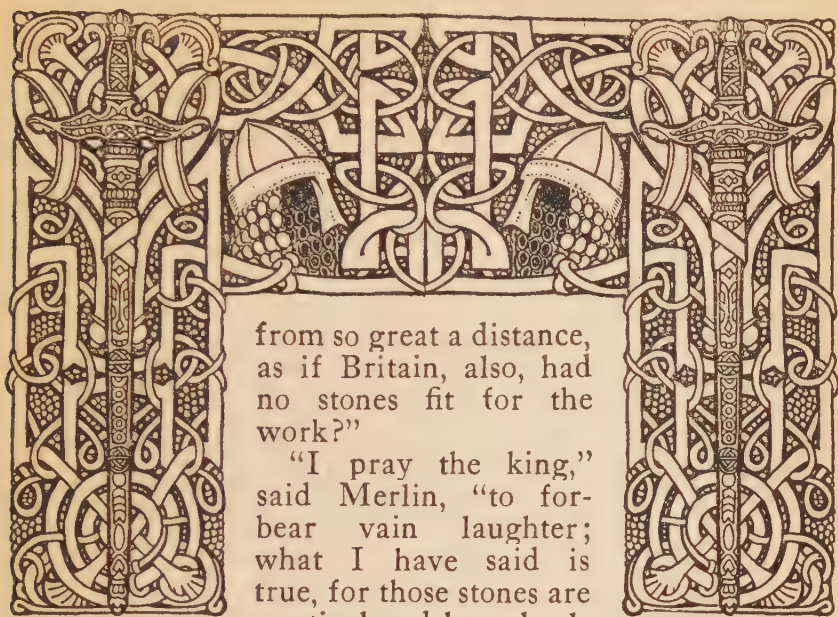 from so great a distance,
as if Britain, also, had
no stones fit for the
work?”
“I pray the king,”
said Merlin, “to for-
bear vain laughter;
what I have said is
true, for those stones are